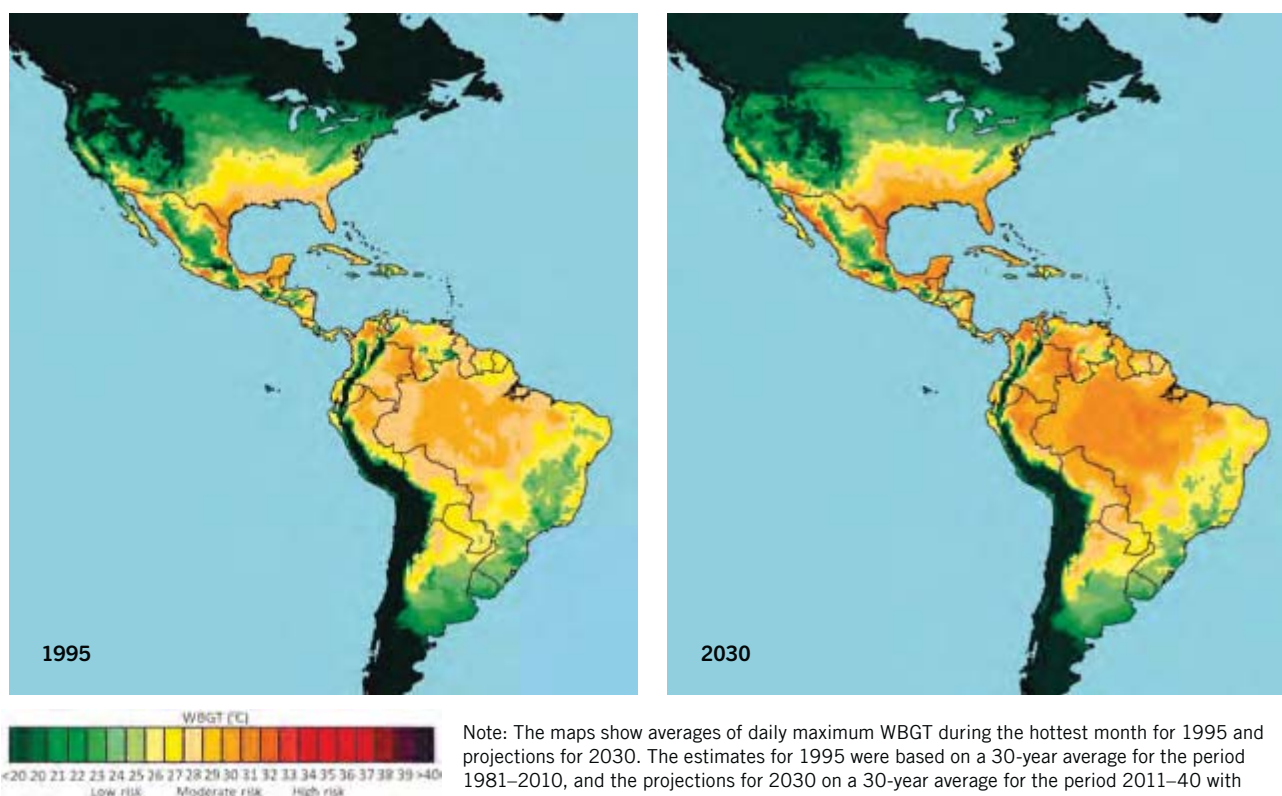 1995
2030
WBGT (°C)
<20 20 21 22 23 24 25 26 27 28 29 30 31 32 33 34 35 36 37 38 39 >40
Low risk Moderate risk High risk
Note: The maps show averages of daily maximum WBGT during the hottest month for 1995 and
projections for 2030. The estimates for 1995 were based on a 30-year average for the period
1981–2010, and the projections for 2030 on a 30-year average for the period 2011–40 with